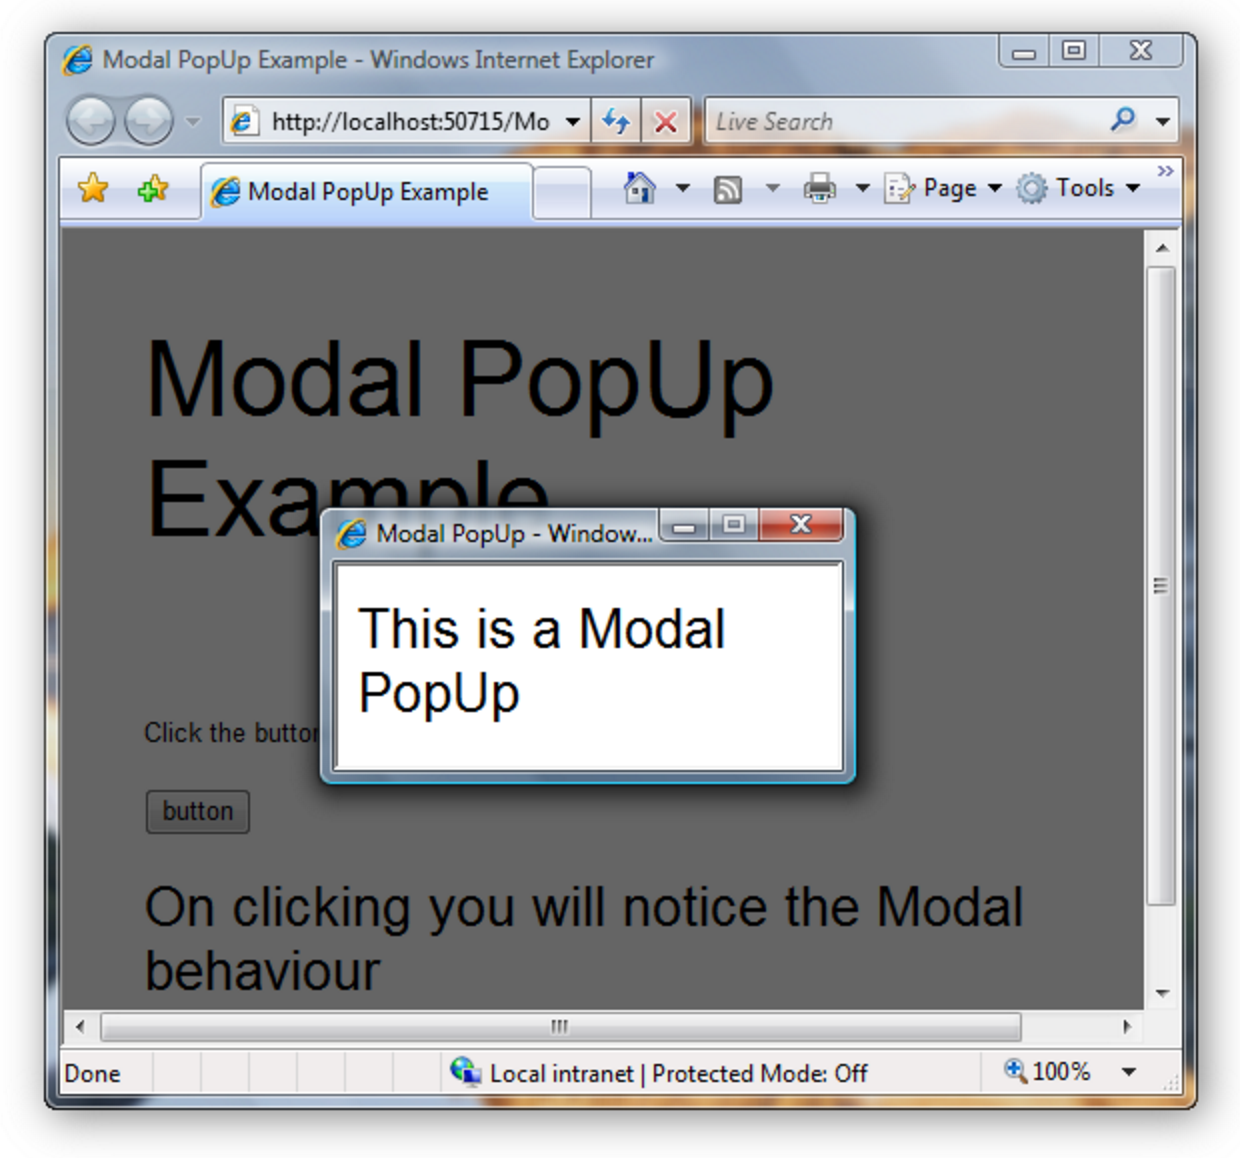 Modal PopUp Example - Windows Internet Explorer
http://localhost:50715/Mo
Live Search
Modal PopUp Example
Page
Tools
Modal PopUp
Example
Modal PopUp - Window...
This is a Modal
PopUp
Click the button
button
On clicking you will notice the Modal
behaviour
Done
Local intranet | Protected Mode: Off
100%